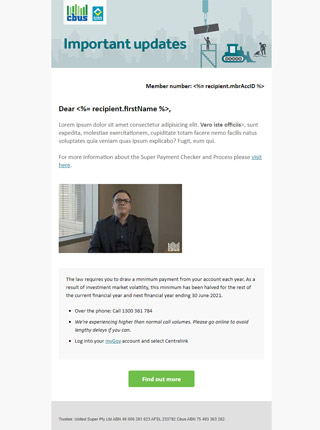 cbus
Important updates
Member number: <%= recipient.mbrAccID %>
Dear <%= recipient.firstName %>,
Lorem ipsum dolor sit amet consectetur adipisicing elit. Vero iste officiis>, sunt
expedita, molestiae exercitationem, cupiditate totam facere nemo facilis natus
voluptates quia veniam quas ipsum explicabo? Fugit, eum qui.
For more information about the Super Payment Checker and Process please visit
here.
cbus
The law requires you to draw a minimum payment from your account each year. As a
result of investment market volatility, this minimum has been halved for the rest of
the current financial year and next financial year ending 30 June 2021.
• Over the phone: Call 1300 361 784
• We're experiencing higher than normal call volumes. Please go online to avoid
lengthy delays if you can.
• Log into your myGov account and select Centrelink
Find out more
Trustee: United Super Pty Ltd ABN 46 006 261 623 AFSL 233792 Cbus ABN 75 493 363 262